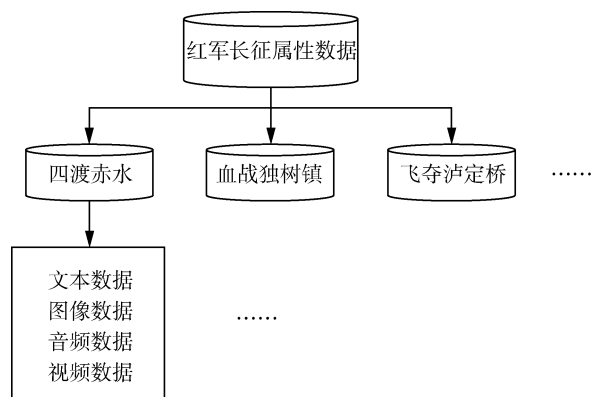 红军长征属性数据
四渡赤水
血战独树镇
飞夺泸定桥
……
文本数据
图像数据
音频数据
视频数据
……